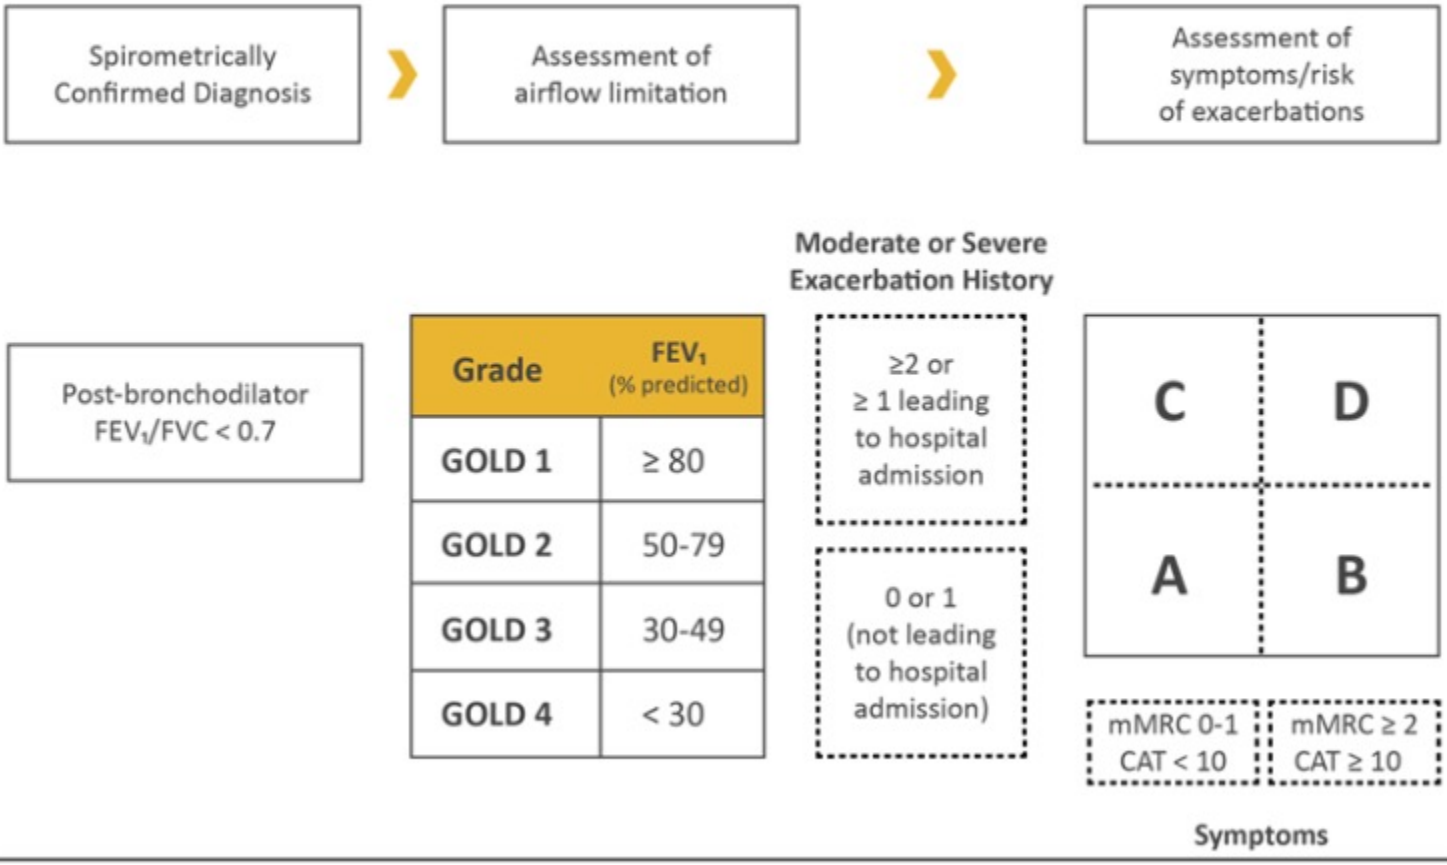 Spirometrically
Confirmed Diagnosis
Assessment of
airflow limitation
Assessment of
symptoms/risk
of exacerbations
Post-bronchodilator
FEV₁/FVC < 0.7
Grade
FEV₁
(% predicted)
GOLD 1
≥ 80
GOLD 2
50-79
GOLD 3
30-49
GOLD 4
< 30
Moderate or Severe
Exacerbation History
≥2 or
≥ 1 leading
to hospital
admission
0 or 1
(not leading
to hospital
admission)
C
D
A
B
mMRC 0-1
CAT < 10
mMRC ≥ 2
CAT ≥ 10
Symptoms